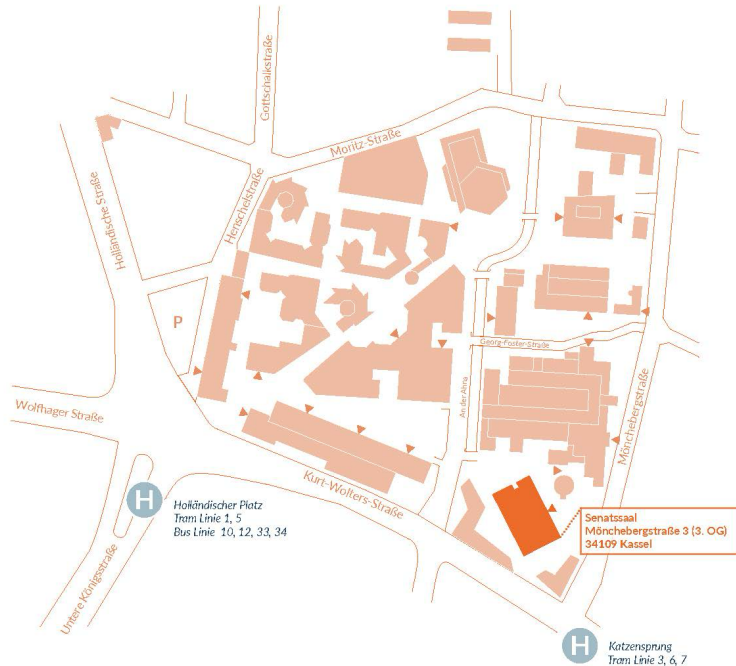 Gottschalkstraße
Moritz-Straße
Holländische Straße
Henschelstraße
P
Georg-Foster-Straße
An der Ahna
Mönchebergstraße
Wolfhager Straße
Kurt-Wolters-Straße
H
Holländischer Platz
Tram Linie 1, 5
Bus Linie 10, 12, 33, 34
Senatssaal
Mönchebergstraße 3 (3. OG)
34109 Kassel
Untere Königsstraße
H
Katzensprung
Tram Linie 3, 6, 7